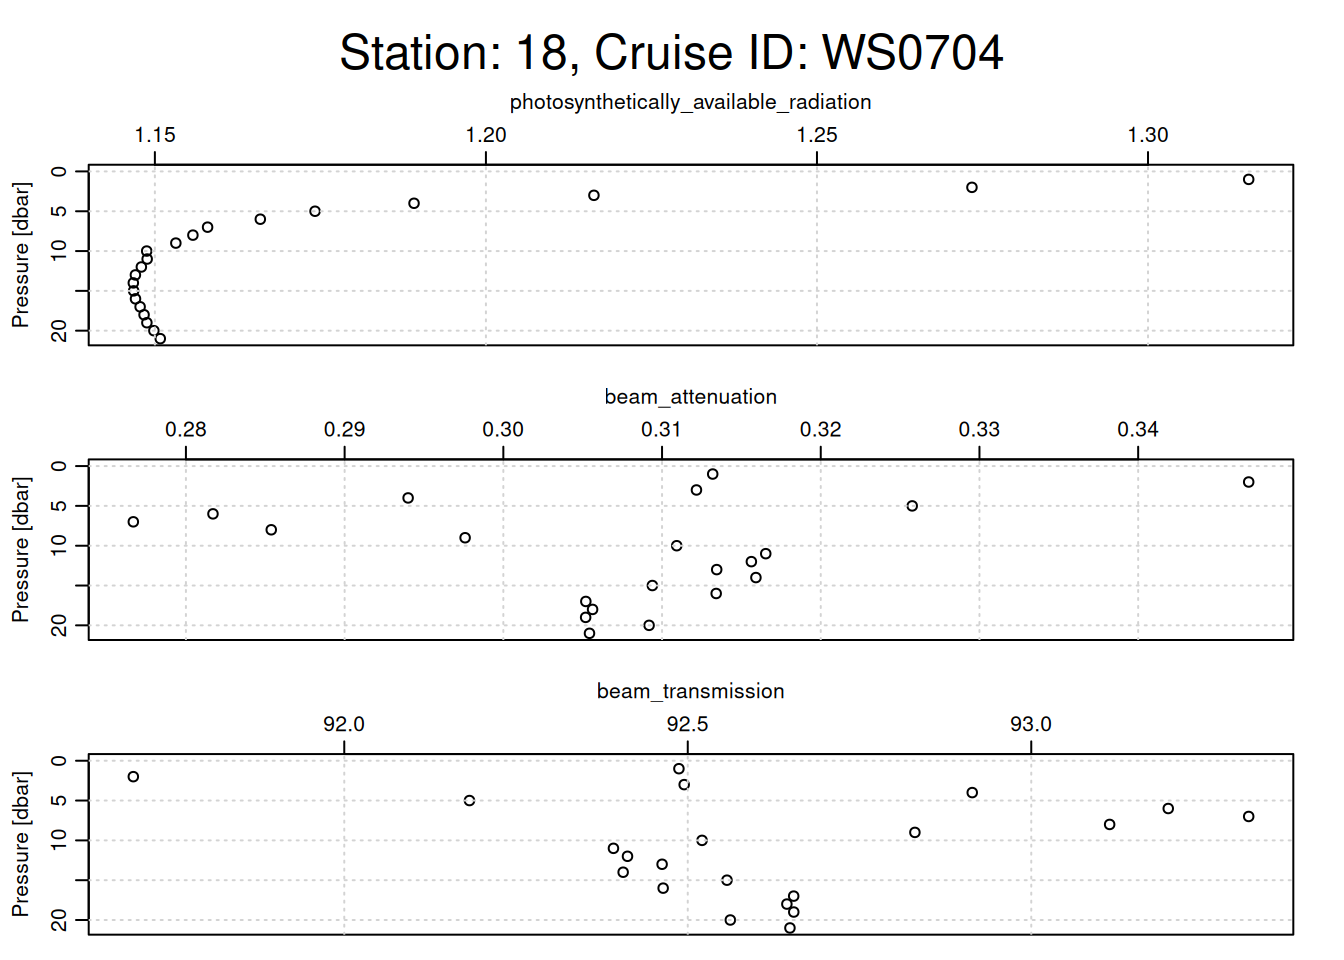 Station: 18, Cruise ID: WS0704
photosynthetically_available_radiation
1.15 1.20 1.25 1.30
Pressure [dbar]
0
5
10
20
beam_attenuation
0.28 0.29 0.30 0.31 0.32 0.33 0.34
Pressure [dbar]
0
5
10
20
beam_transmission
92.0 92.5 93.0
Pressure [dbar]
0
5
10
20